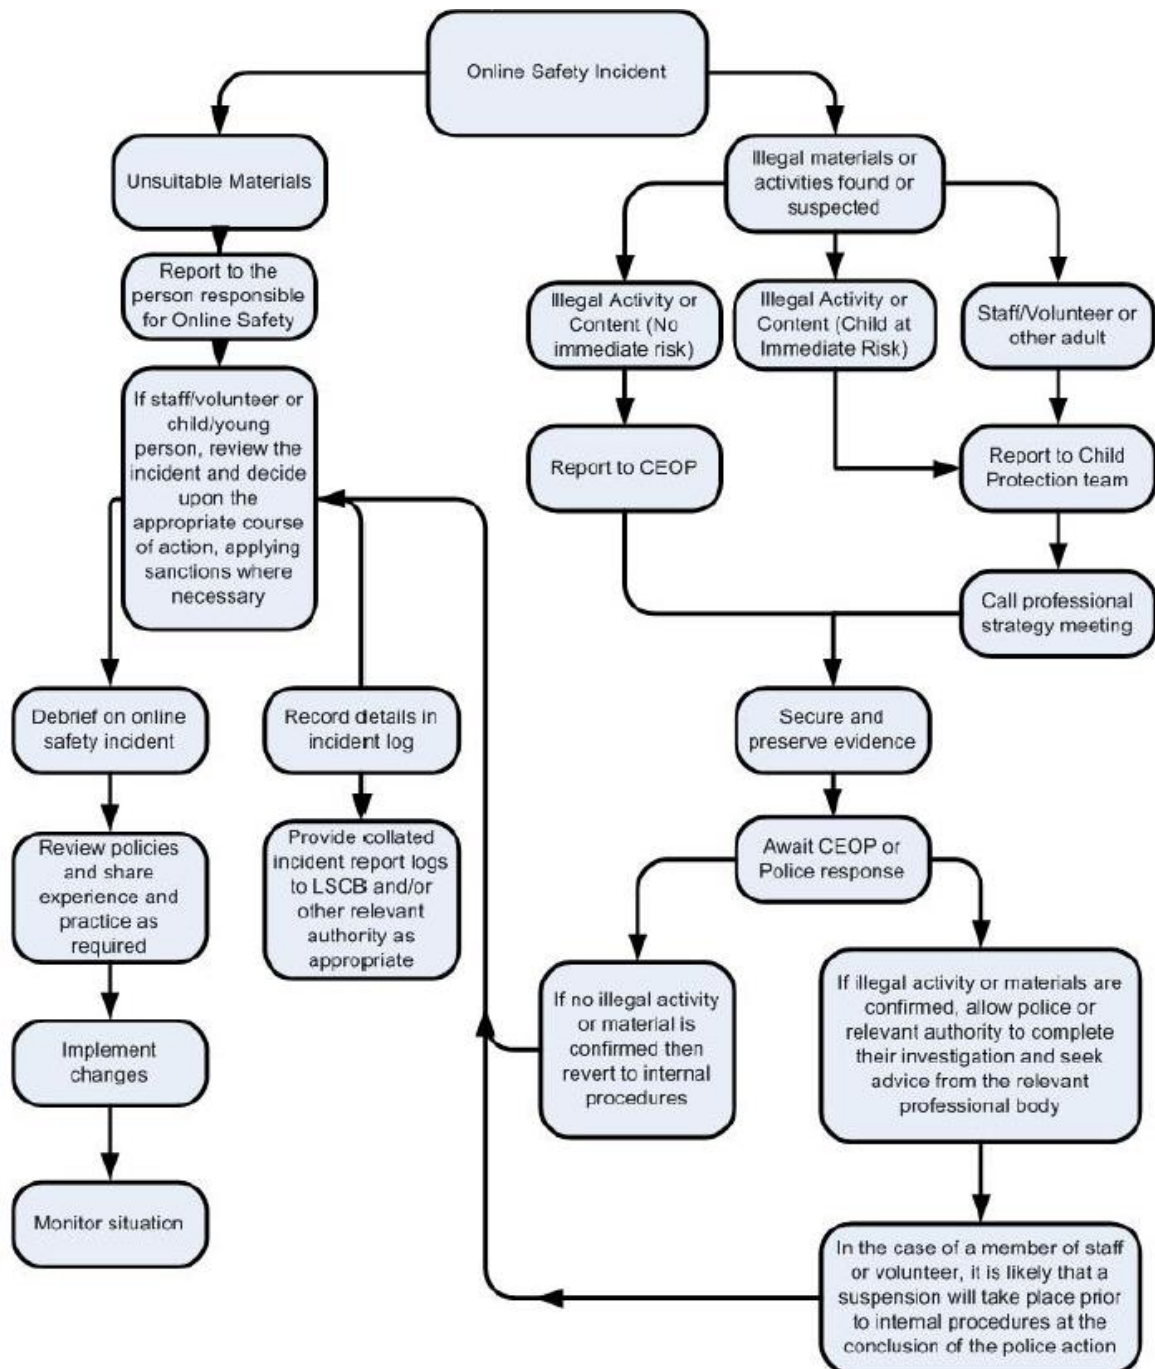 Online Safety Incident
Unsuitable Materials
Report to the
person responsible
for Online Safety
If staff/volunteer or
child/young
person, review the
incident and decide
upon the
appropriate course
of action, applying
sanctions where
necessary
Debrief on online
safety incident
Review policies
and share
experience and
practice as
required
Implement
changes
Monitor situation
Record details in
incident log
Provide collated
incident report logs
to LSCB and/or
other relevant
authority as
appropriate
Illegal materials or
activities found or
suspected
Illegal Activity or
Content (No
immediate risk)
Illegal Activity or
Content (Child at
Immediate Risk)
Staff/Volunteer or
other adult
Report to CEOP
Report to Child
Protection team
Call professional
strategy meeting
Secure and
preserve evidence
Await CEOP or
Police response
If no illegal activity
or material is
confirmed then
revert to internal
procedures
If illegal activity or materials are
confirmed, allow police or
relevant authority to complete
their investigation and seek
advice from the relevant
professional body
In the case of a member of staff
or volunteer, it is likely that a
suspension will take place prior
to internal procedures at the
conclusion of the police action